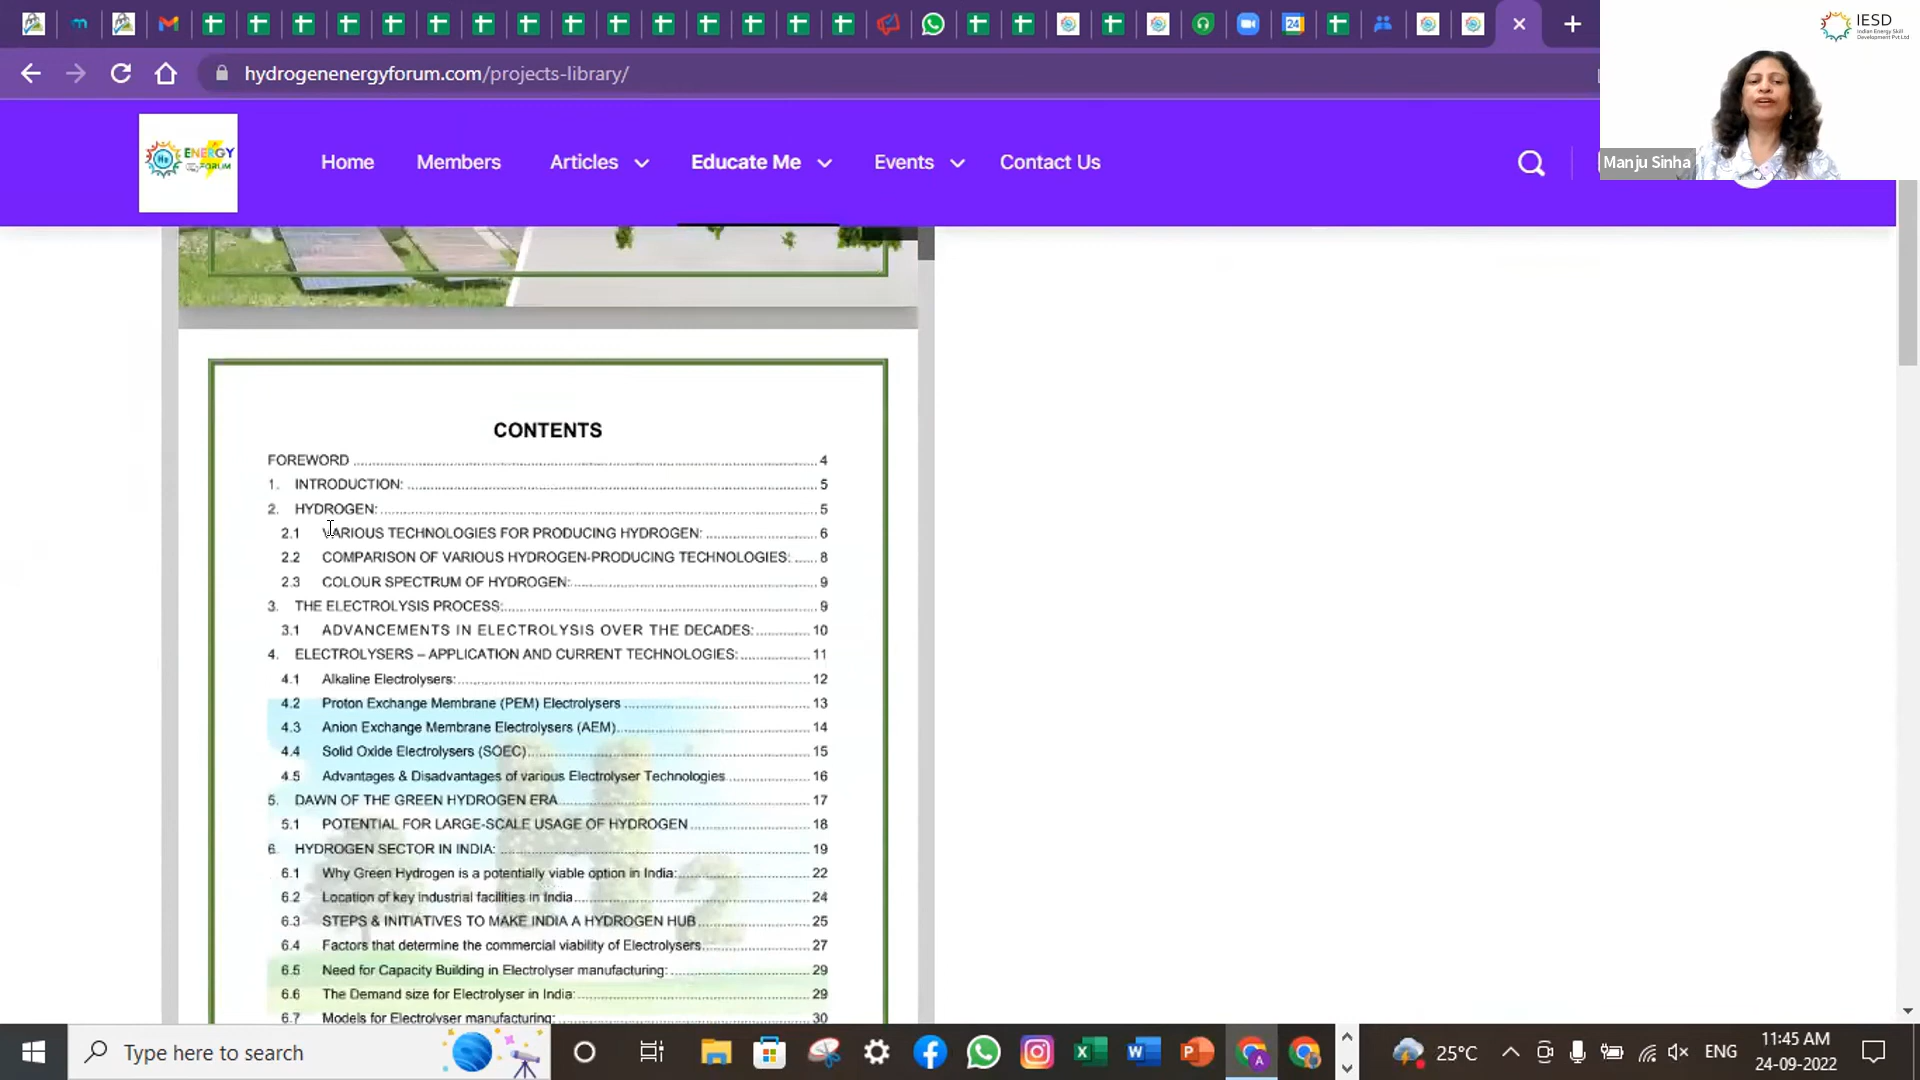 hydrogenenergyforum.com/projects-library/
IESD
Indian Energy Skill
Development Pvt Ltd
Manju Sinha
ENERGY
FORUM
Home
Members
Articles
Educate Me
Events
Contact Us
CONTENTS
FOREWORD 4
1. INTRODUCTION: 5
2. HYDROGEN: 5
2.1 VARIOUS TECHNOLOGIES FOR PRODUCING HYDROGEN: 6
2.2 COMPARISON OF VARIOUS HYDROGEN-PRODUCING TECHNOLOGIES: 8
2.3 COLOUR SPECTRUM OF HYDROGEN: 9
3. THE ELECTROLYSIS PROCESS: 9
3.1 ADVANCEMENTS IN ELECTROLYSIS OVER THE DECADES: 10
4. ELECTROLYSERS – APPLICATION AND CURRENT TECHNOLOGIES: 11
4.1 Alkaline Electrolysers: 12
4.2 Proton Exchange Membrane (PEM) Electrolysers 13
4.3 Anion Exchange Membrane Electrolysers (AEM) 14
4.4 Solid Oxide Electrolysers (SOEC) 15
4.5 Advantages & Disadvantages of various Electrolyser Technologies 16
5. DAWN OF THE GREEN HYDROGEN ERA 17
5.1 POTENTIAL FOR LARGE-SCALE USAGE OF HYDROGEN 18
6. HYDROGEN SECTOR IN INDIA: 19
6.1 Why Green Hydrogen is a potentially viable option in India: 22
6.2 Location of key industrial facilities in India 24
6.3 STEPS & INITIATIVES TO MAKE INDIA A HYDROGEN HUB 25
6.4 Factors that determine the commercial viability of Electrolysers 27
6.5 Need for Capacity Building in Electrolyser manufacturing: 29
6.6 The Demand size for Electrolyser in India: 29
6.7 Models for Electrolyser manufacturing: 30
Type here to search
25°C
ENG
11:45 AM
24-09-2022